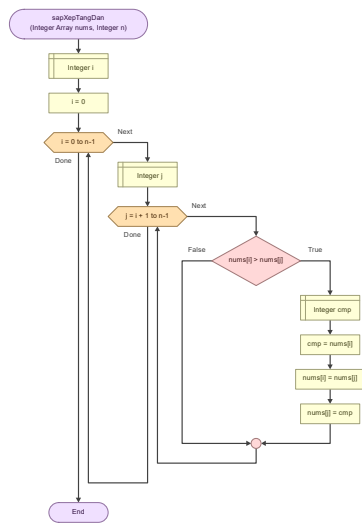 sapXepTangDan
(Integer Array nums, Integer n)
Integer i
i = 0
i = 0 to n-1
Next
Done
Integer j
j = i + 1 to n-1
Next
Done
False
nums[i] > nums[j]
True
Integer cmp
cmp = nums[i]
nums[i] = nums[j]
nums[j] = cmp
End